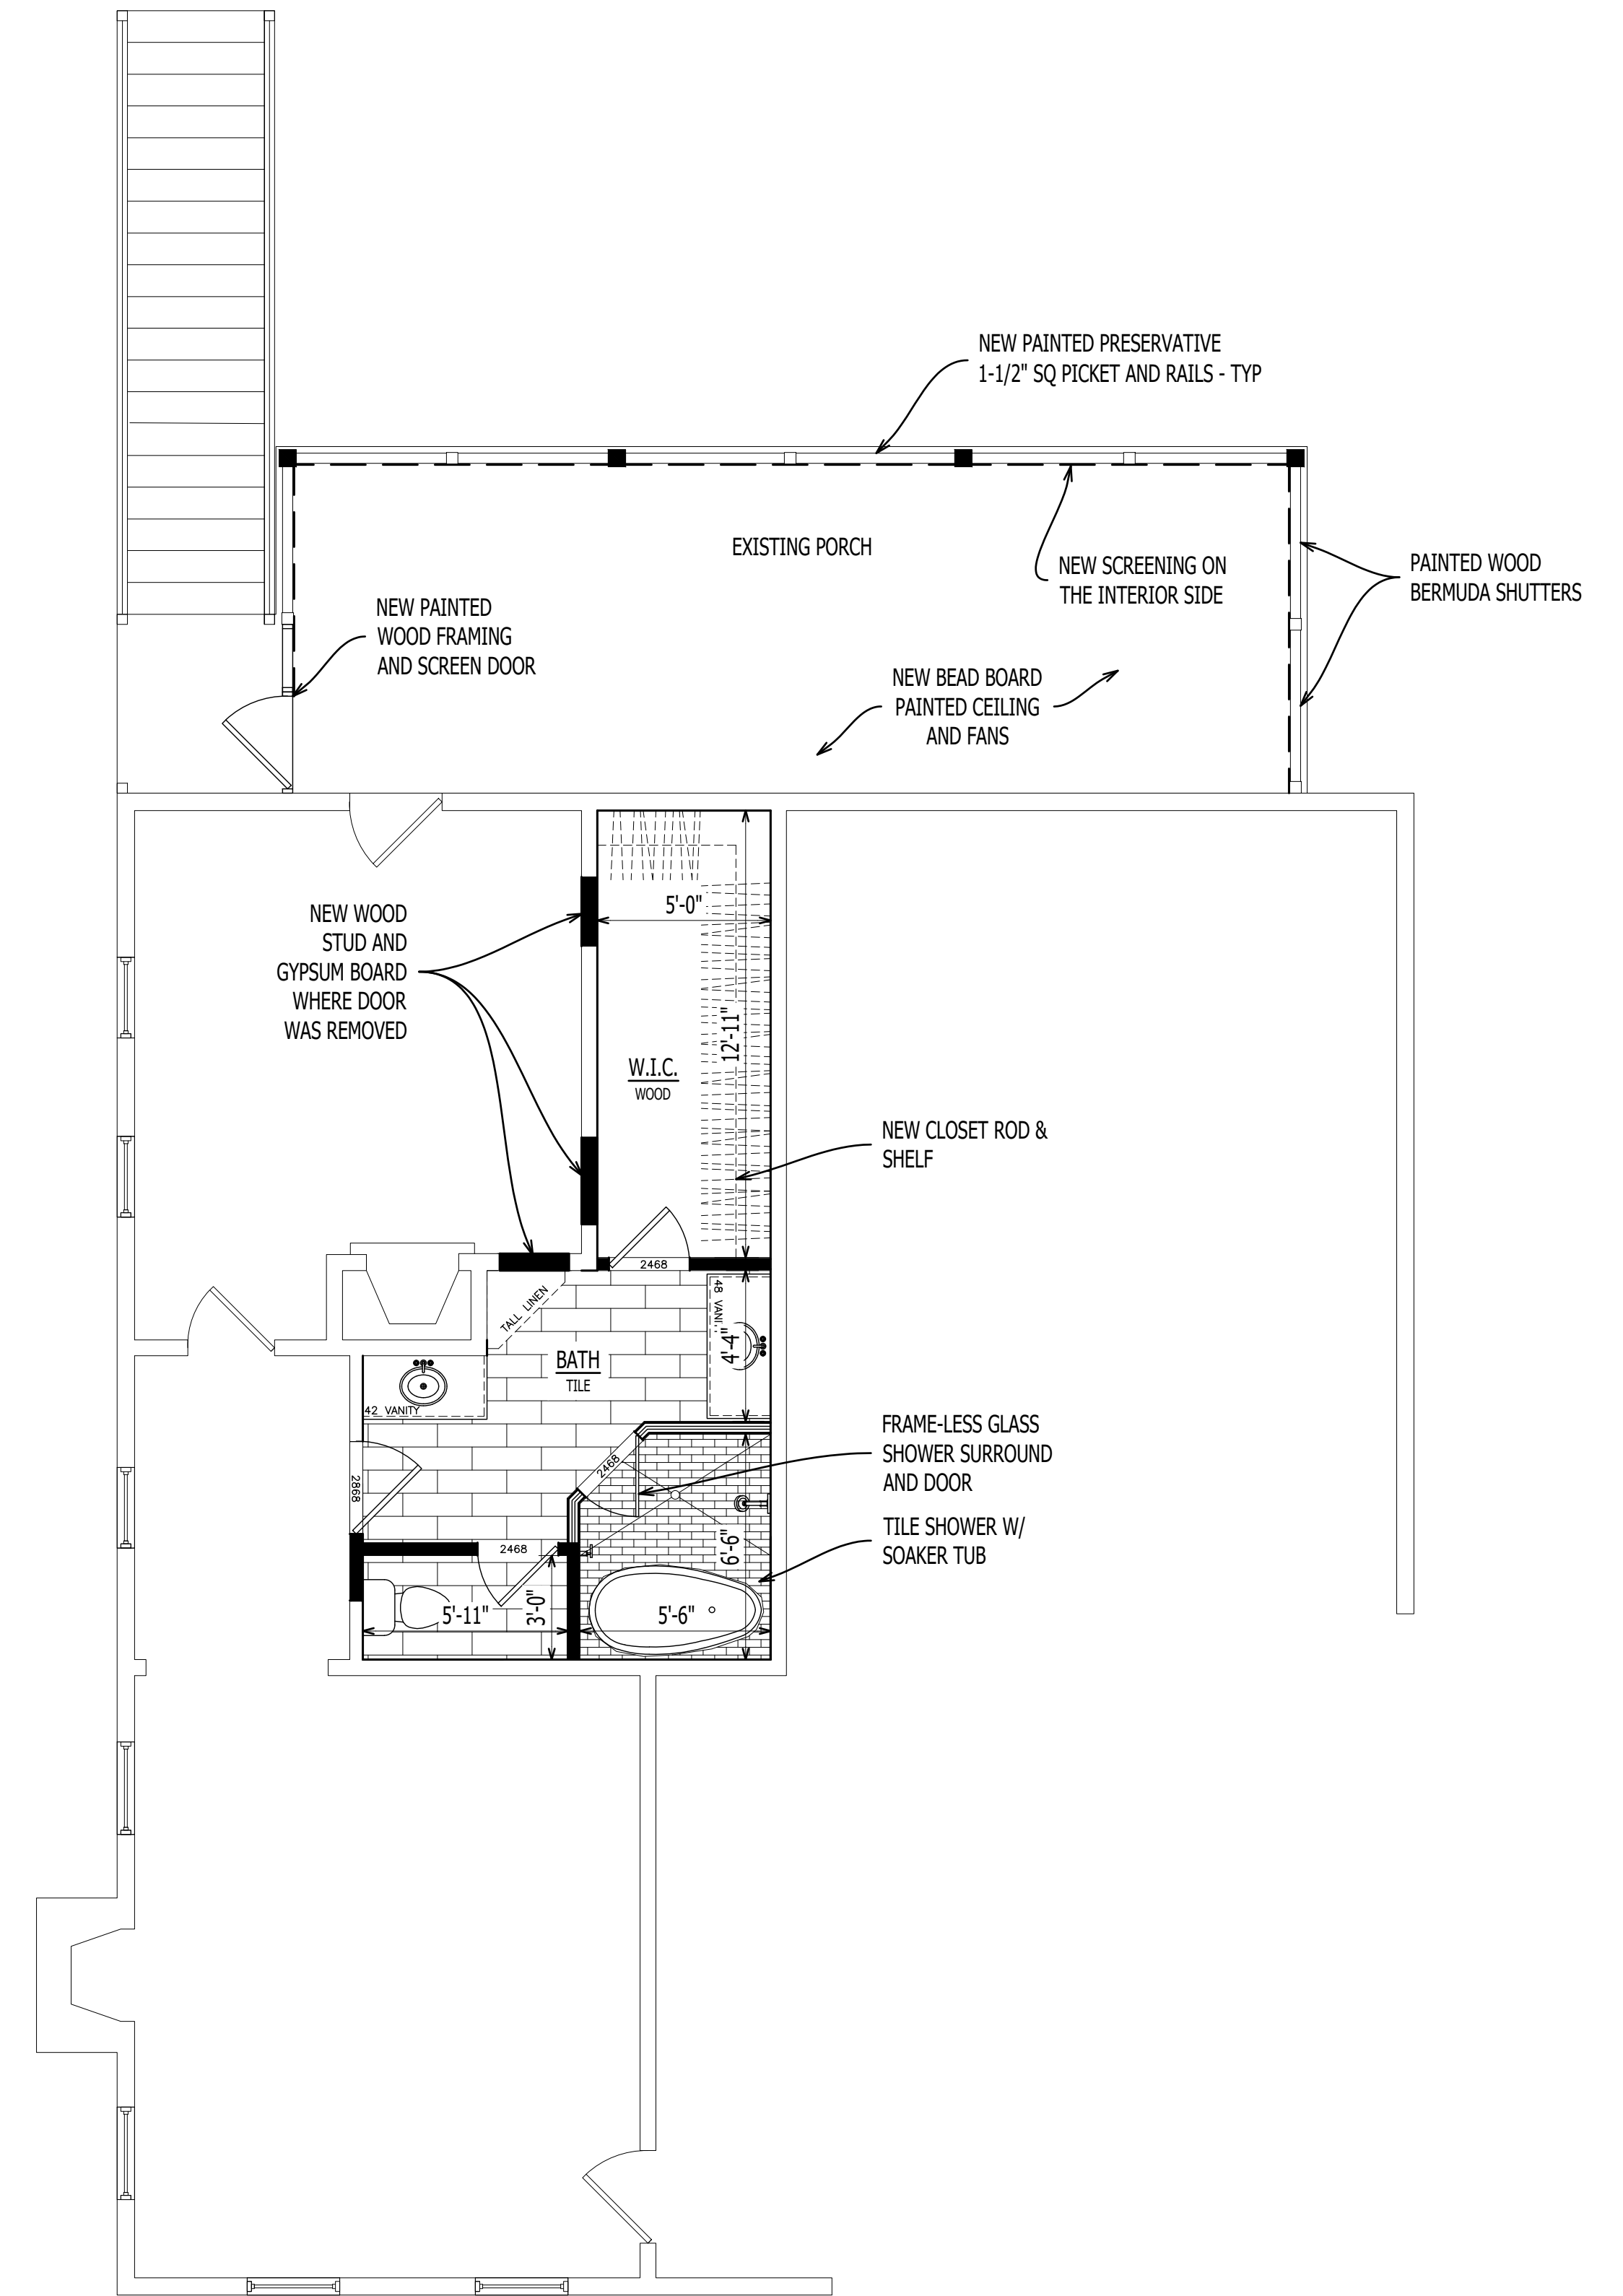 NEW PAINTED PRESERVATIVE
1-1/2" SQ PICKET AND RAILS - TYP
EXISTING PORCH
NEW SCREENING ON
THE INTERIOR SIDE
PAINTED WOOD
BERMUDA SHUTTERS
NEW PAINTED
WOOD FRAMING
AND SCREEN DOOR
NEW BEAD BOARD
PAINTED CEILING
AND FANS
5'-0"
NEW WOOD
STUD AND
GYPSUM BOARD
WHERE DOOR
WAS REMOVED
12'-11"
W.I.C.
WOOD
NEW CLOSET ROD &
SHELF
2468
TALL LINEN
48 VAN
4'-4"
BATH
TILE
42 VANITY
FRAME-LESS GLASS
SHOWER SURROUND
AND DOOR
2468
2868
TILE SHOWER W/
SOAKER TUB
2468
6'-6"
5'-11"
3'-0"
5'-6"